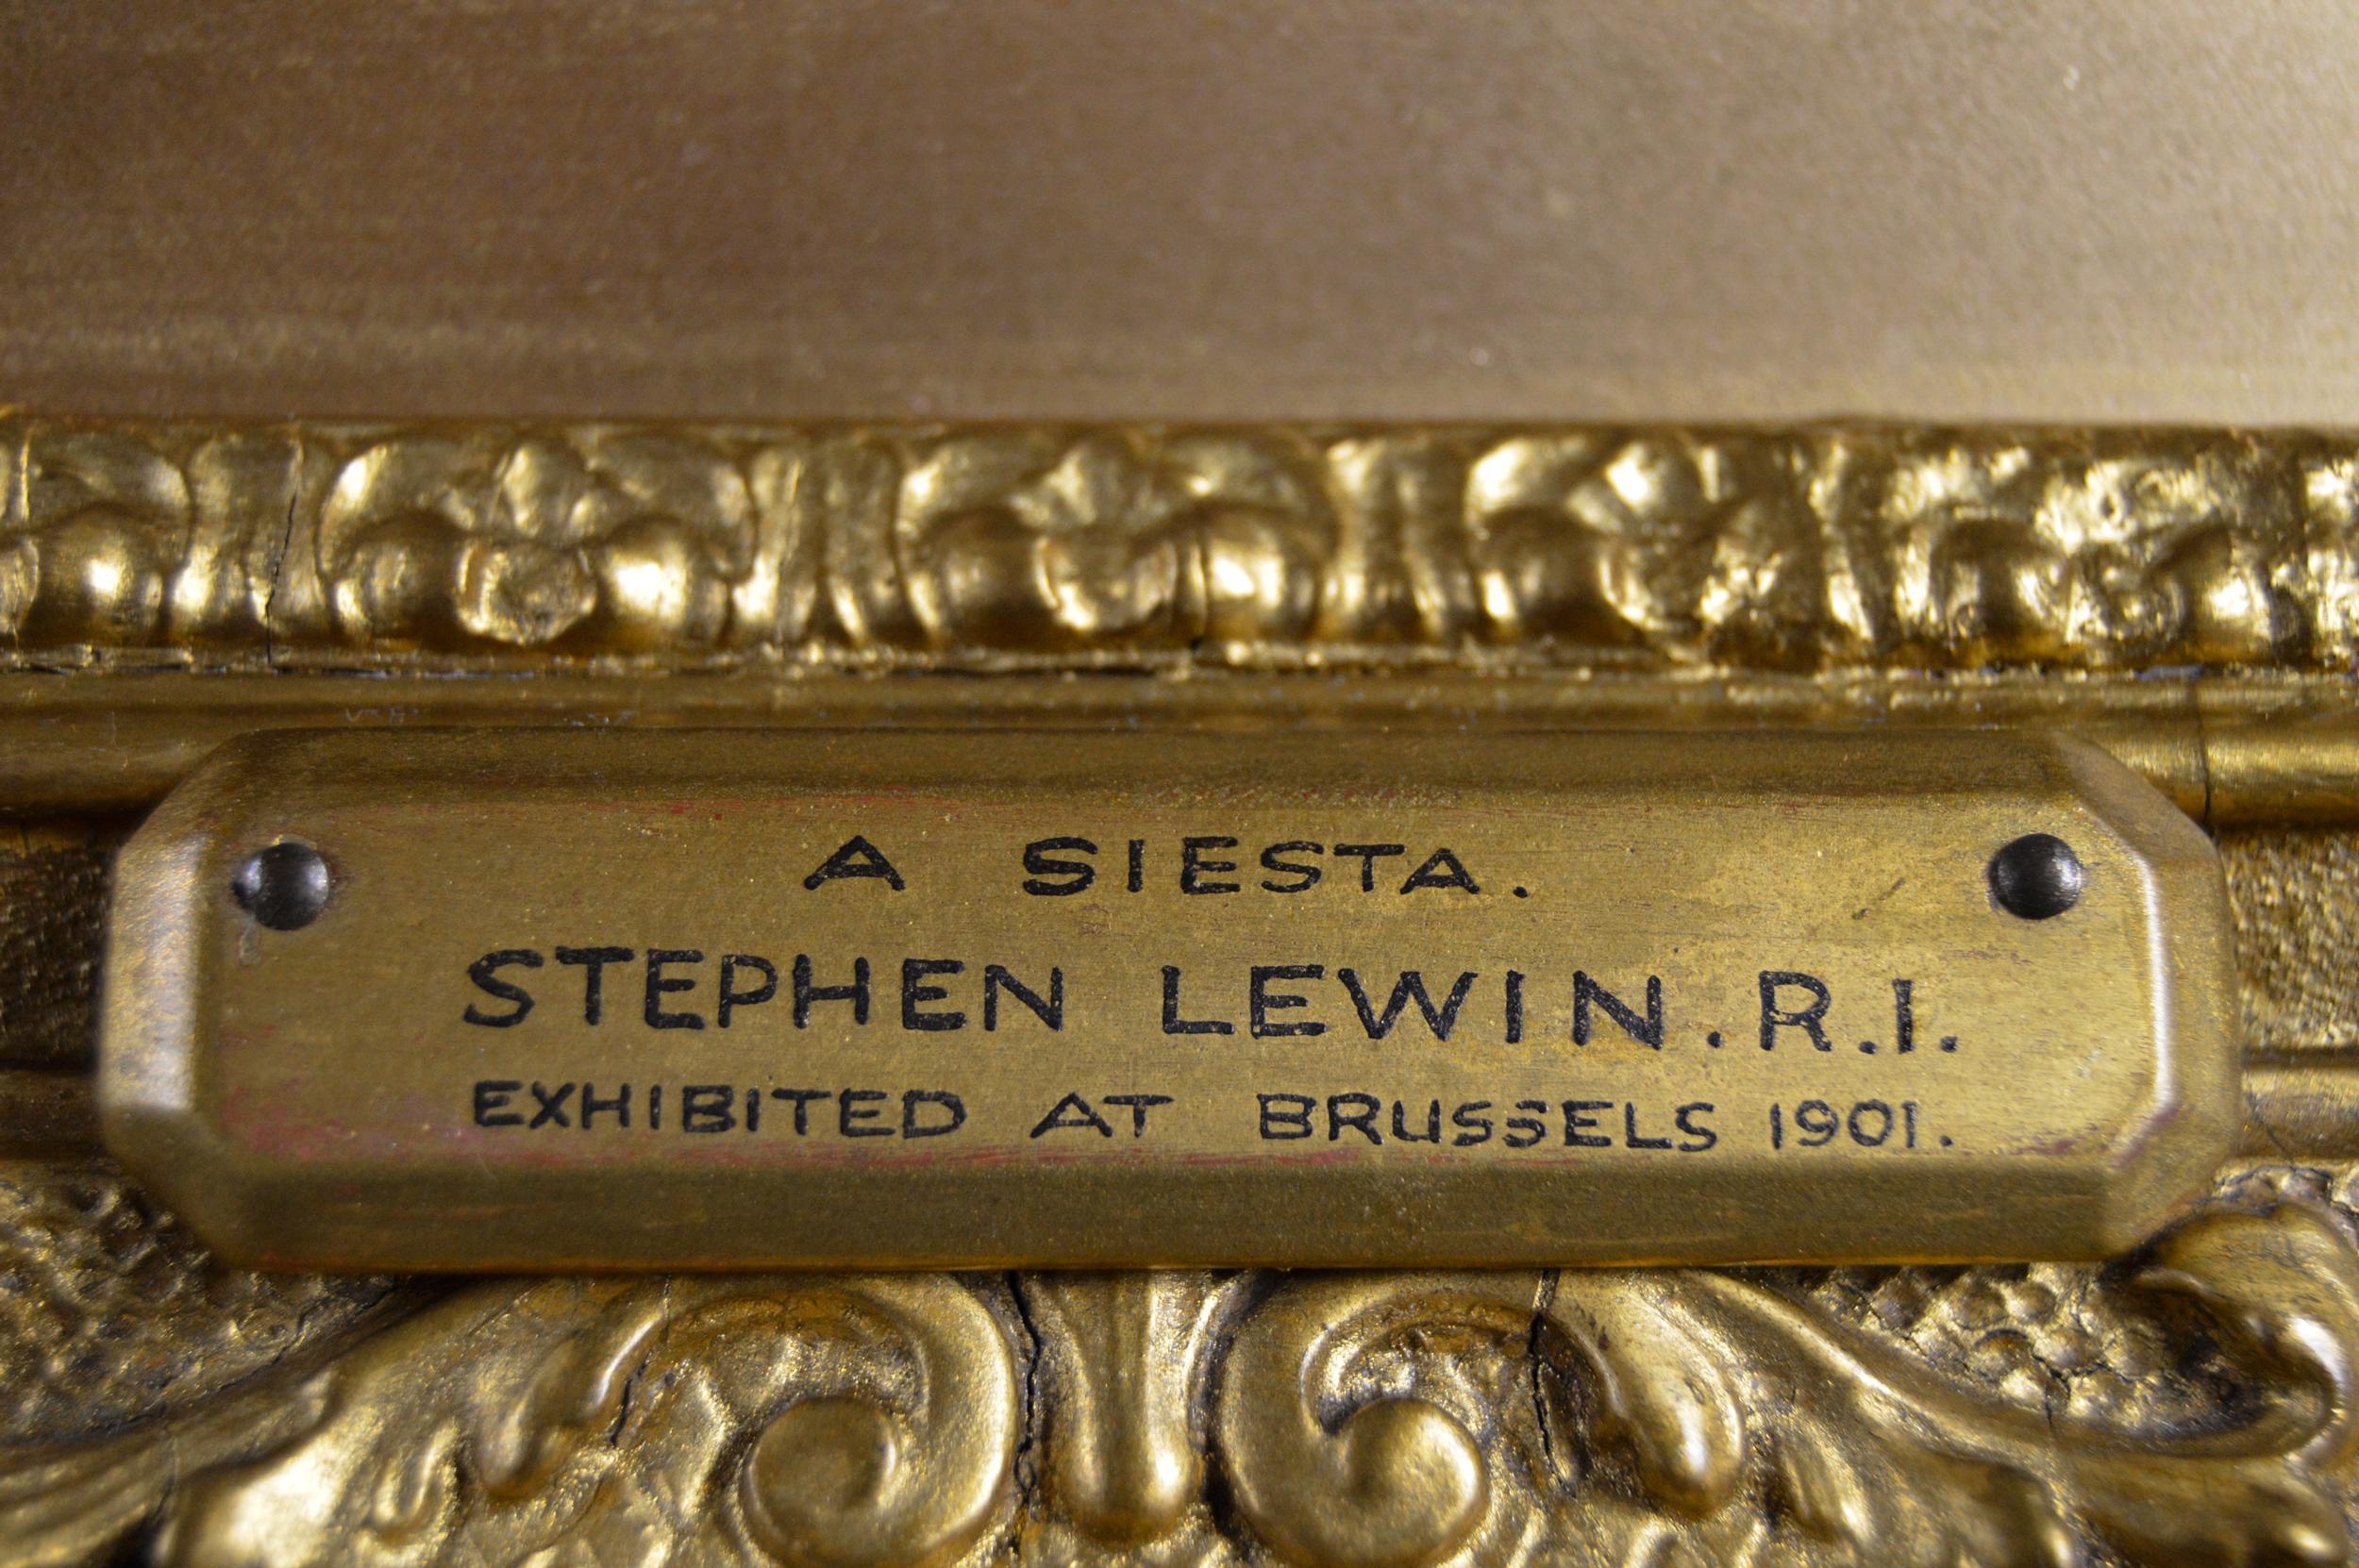 A SIESTA.
STEPHEN LEWIN. R.I.
EXHIBITED AT BRUSSELS 1901.